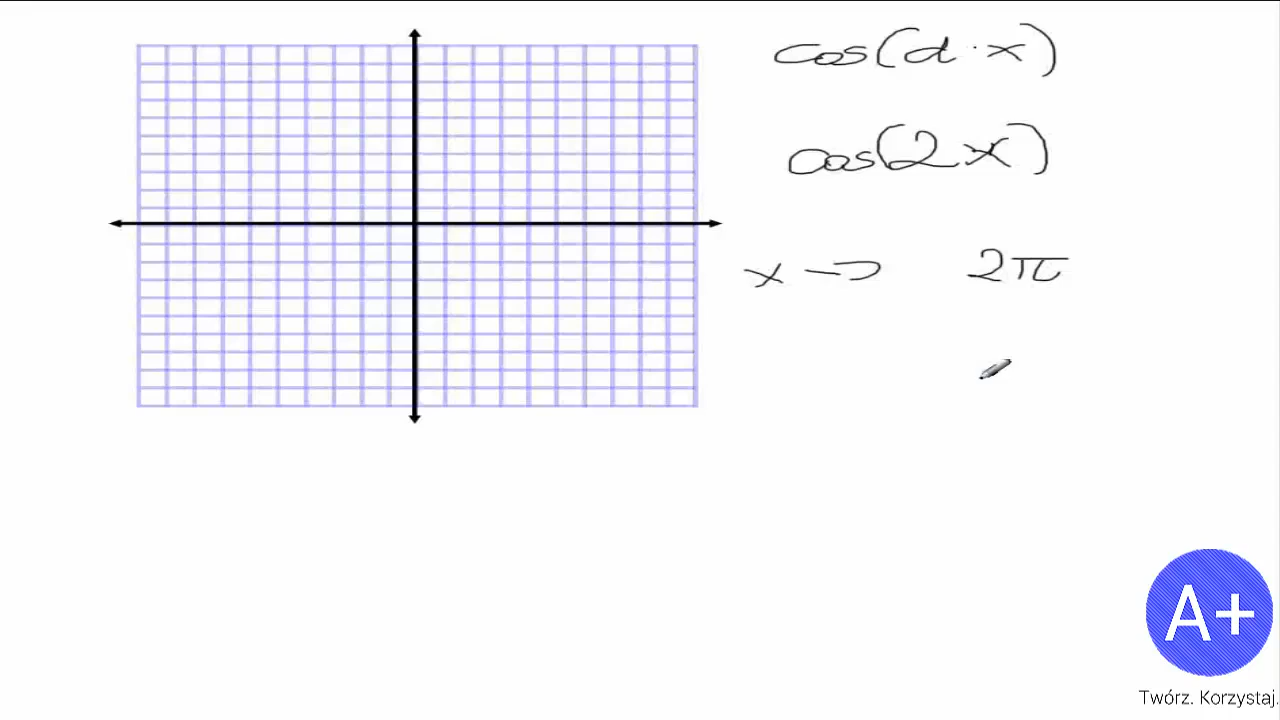 cos(d·x)
cos(2x)
x → 2π
A+
Twórz. Korzystaj.